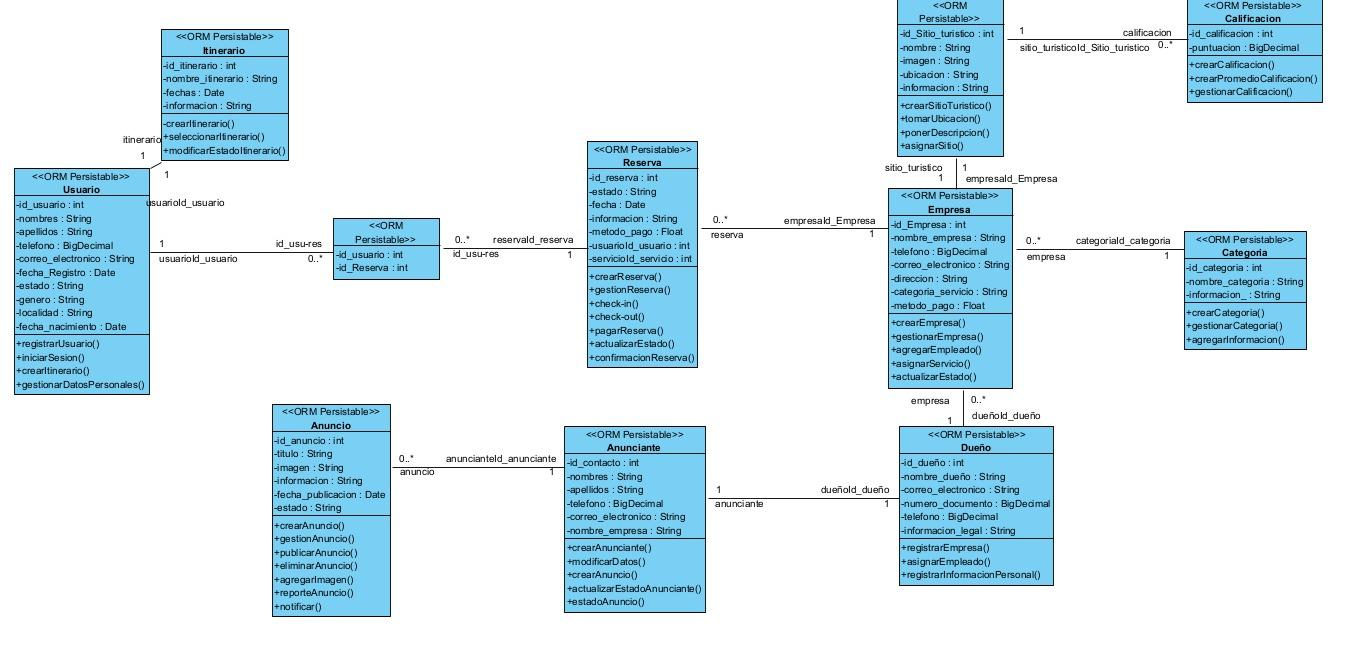 <<ORM Persistable>>
Itinerario
-id_itinerario : int
-nombre_itinerario : String
-fechas : Date
-informacion : String
-crearItinerario()
+seleccionarItinerario()
+modificarEstadoItinerario()
itinerario
1
1
usuarioId_usuario
<<ORM Persistable>>
Usuario
-id_usuario : int
-nombres : String
-apellidos : String
-telefono : BigDecimal
-correo_electronico : String
-fecha_Registro : Date
-estado : String
-genero : String
-localidad : String
-fecha_nacimiento : Date
+registrarUsuario()
+iniciarSesion()
+crearItinerario()
+gestionarDatosPersonales()
1
id_usu-res
usuarioId_usuario
0..*
<<ORM
Persistable>>
-id_usuario : int
-id_Reserva : int
0..*
reservaId_reserva
id_usu-res
1
<<ORM Persistable>>
Reserva
-id_reserva : int
-estado : String
-fecha : Date
-informacion : String
-metodo_pago : Float
-usuarioId_usuario : int
-servicioId_servicio : int
+crearReserva()
+gestionReserva()
+check-in()
+check-out()
+pagarReserva()
+actualizarEstado()
+confirmacionReserva()
0..*
empresaId_Empresa
reserva
1
<<ORM
Persistable>>
-id_Sitio_turistico : int
-nombre : String
-imagen : String
-ubicacion : String
-informacion : String
+crearSitioTuristico()
+tomarUbicacion()
+ponerDescripcion()
+asignarSitio()
1
calificacion
sitio_turisticoId_Sitio_turistico
0..*
<<ORM Persistable>>
Calificacion
-id_calificacion : int
-puntuacion : BigDecimal
+crearCalificacion()
+crearPromedioCalificacion()
+gestionarCalificacion()
sitio_turistico
1
1
empresaId_Empresa
<<ORM Persistable>>
Empresa
-id_Empresa : int
-nombre_empresa : String
-telefono : BigDecimal
-correo_electronico : String
-direccion : String
-categoria_servicio : String
-metodo_pago : Float
+crearEmpresa()
+gestionarEmpresa()
+agregarEmpleado()
+asignarServicio()
+actualizarEstado()
0..*
categoriaId_categoria
empresa
1
<<ORM Persistable>>
Categoria
-id_categoria : int
-nombre_categoria : String
-informacion_ : String
+crearCategoria()
+gestionarCategoria()
+agregarInformacion()
empresa
0..*
1
dueñoId_dueño
<<ORM Persistable>>
Anuncio
-id_anuncio : int
-titulo : String
-imagen : String
-informacion : String
-fecha_publicacion : Date
-estado : String
+crearAnuncio()
+gestionAnuncio()
+publicarAnuncio()
+eliminarAnuncio()
+agregarImagen()
+reporteAnuncio()
+notificar()
0..*
anuncianteId_anunciante
anuncio
1
<<ORM Persistable>>
Anunciante
-id_contacto : int
-nombres : String
-apellidos : String
-telefono : BigDecimal
-correo_electronico : String
-nombre_empresa : String
+crearAnunciante()
+modificarDatos()
+crearAnuncio()
+actualizarEstadoAnunciante()
+estadoAnuncio()
1
dueñoId_dueño
anunciante
1
<<ORM Persistable>>
Dueño
-id_dueño : int
-nombre_dueño : String
-correo_electronico : String
-numero_documento : BigDecimal
-telefono : BigDecimal
-informacion_legal : String
+registrarEmpresa()
+asignarEmpleado()
+registrarInformacionPersonal()